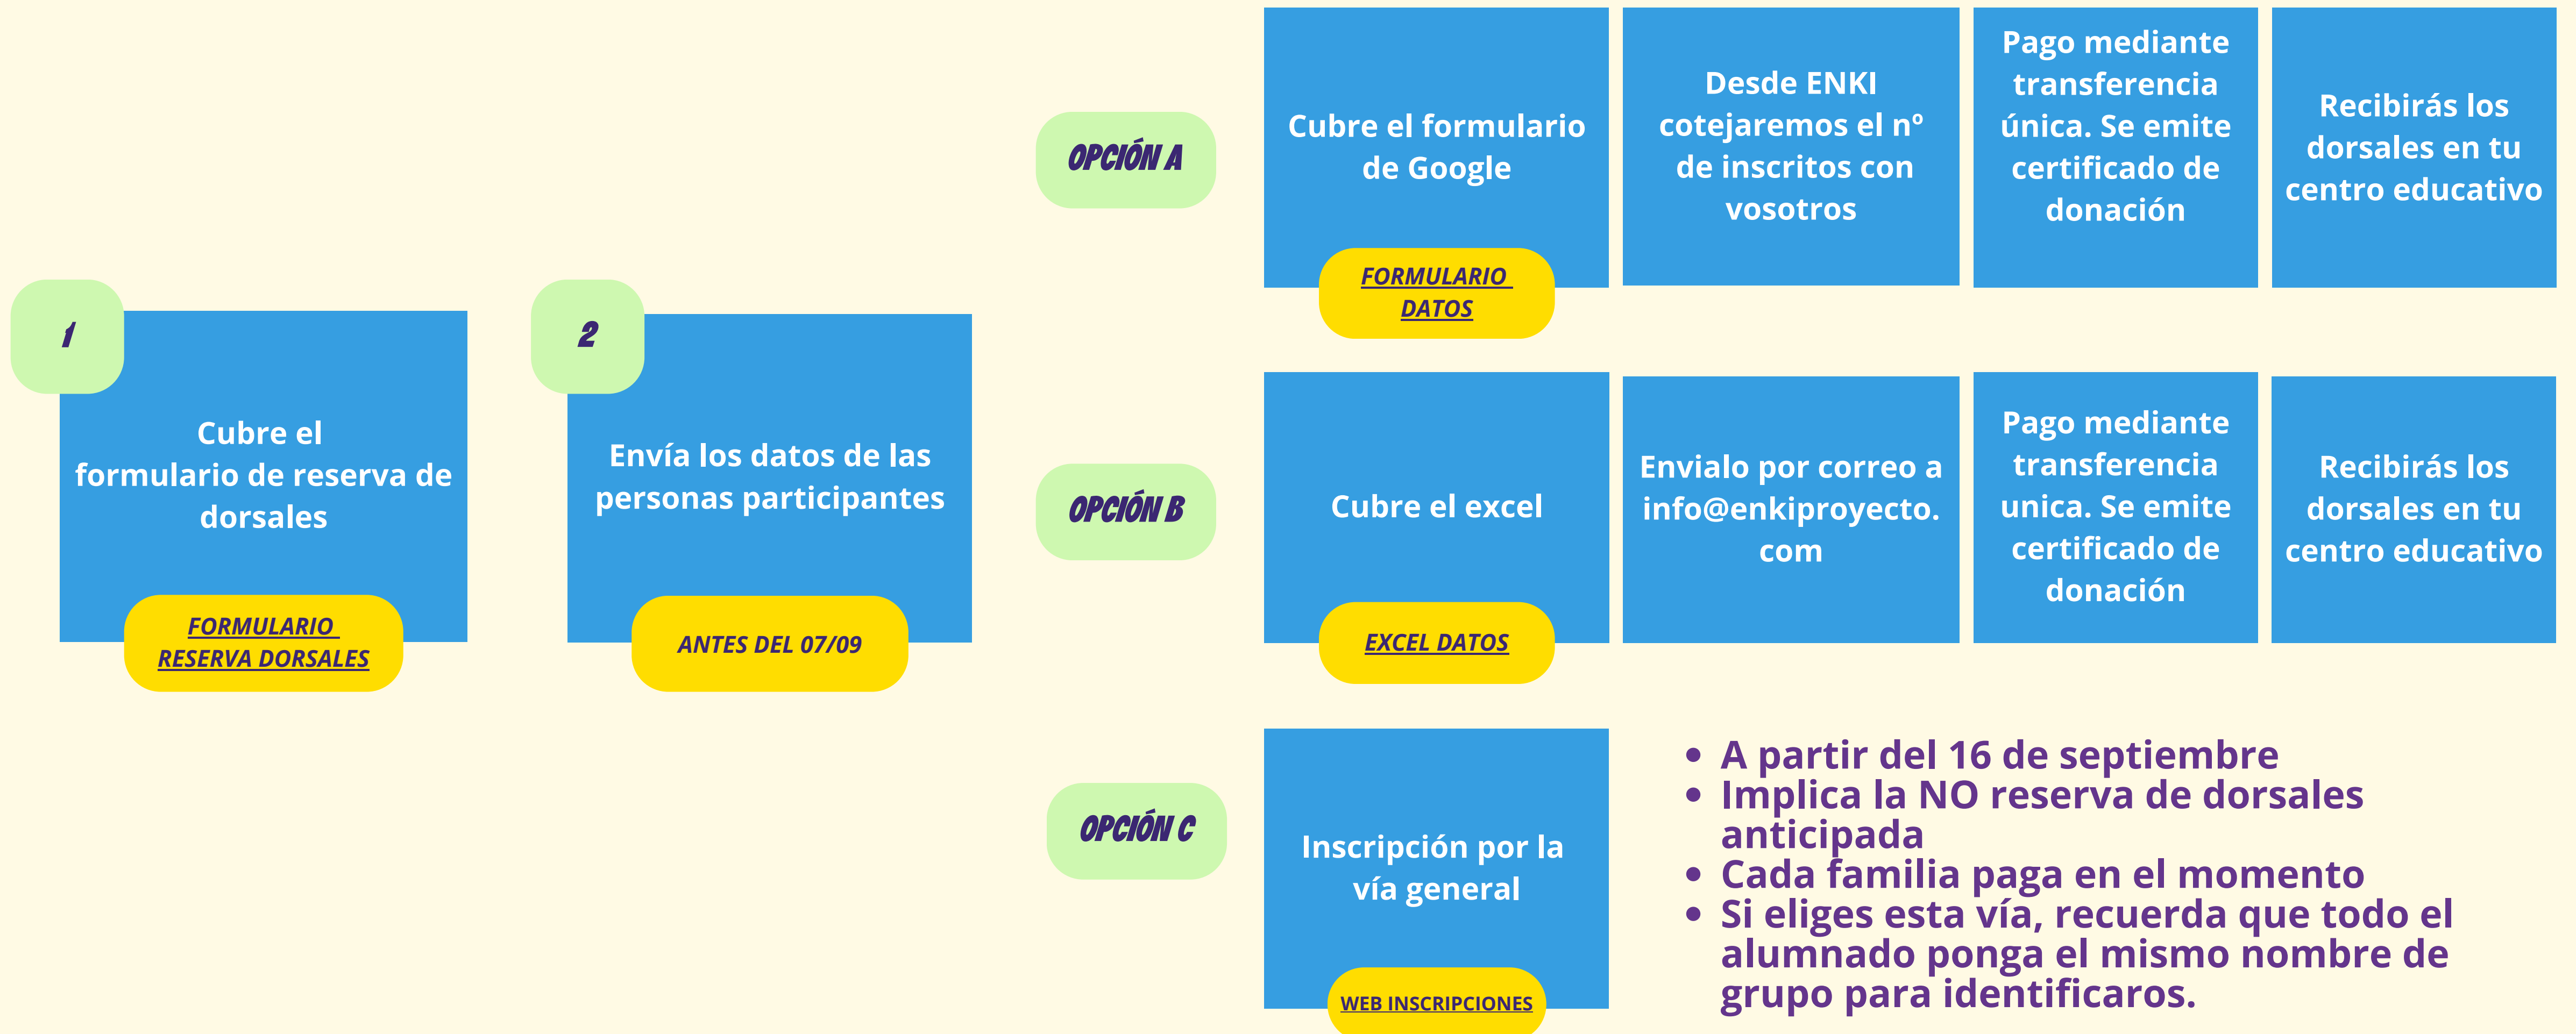 1
Cubre el
formulario de reserva de
dorsales
FORMULARIO
RESERVA DORSALES
2
Envía los datos de las
personas participantes
ANTES DEL 07/09
OPCIÓN A
Cubre el formulario
de Google
FORMULARIO
DATOS
Desde ENKI
cotejaremos el nº
de inscritos con
vosotros
Pago mediante
transferencia
única. Se emite
certificado de
donación
Recibirás los
dorsales en tu
centro educativo
OPCIÓN B
Cubre el excel
EXCEL DATOS
Envialo por correo a
info@enkiproyecto.
com
Pago mediante
transferencia
unica. Se emite
certificado de
donación
Recibirás los
dorsales en tu
centro educativo
OPCIÓN C
Inscripción por la
vía general
WEB INSCRIPCIONES
• A partir del 16 de septiembre
• Implica la NO reserva de dorsales
anticipada
• Cada familia paga en el momento
• Si eliges esta vía, recuerda que todo el
alumnado ponga el mismo nombre de
grupo para identificaros.